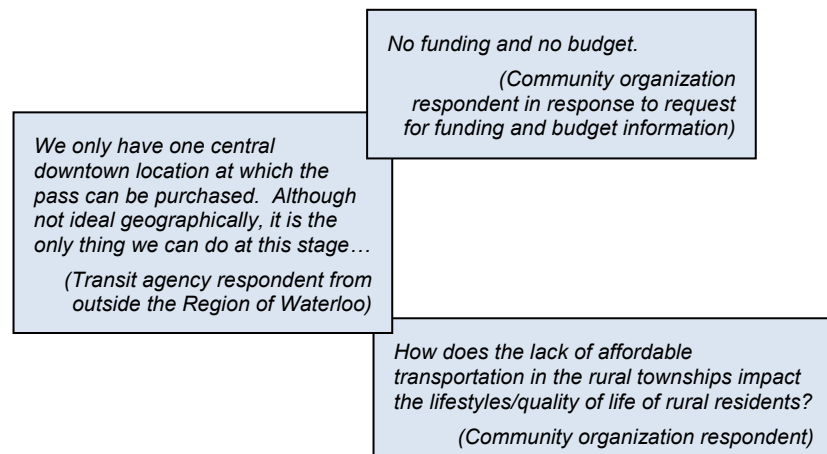 No funding and no budget.
(Community organization
respondent in response to request
for funding and budget information)
We only have one central
downtown location at which the
pass can be purchased.  Although
not ideal geographically, it is the
only thing we can do at this stage…
(Transit agency respondent from
outside the Region of Waterloo)
How does the lack of affordable
transportation in the rural townships impact
the lifestyles/quality of life of rural residents?
(Community organization respondent)